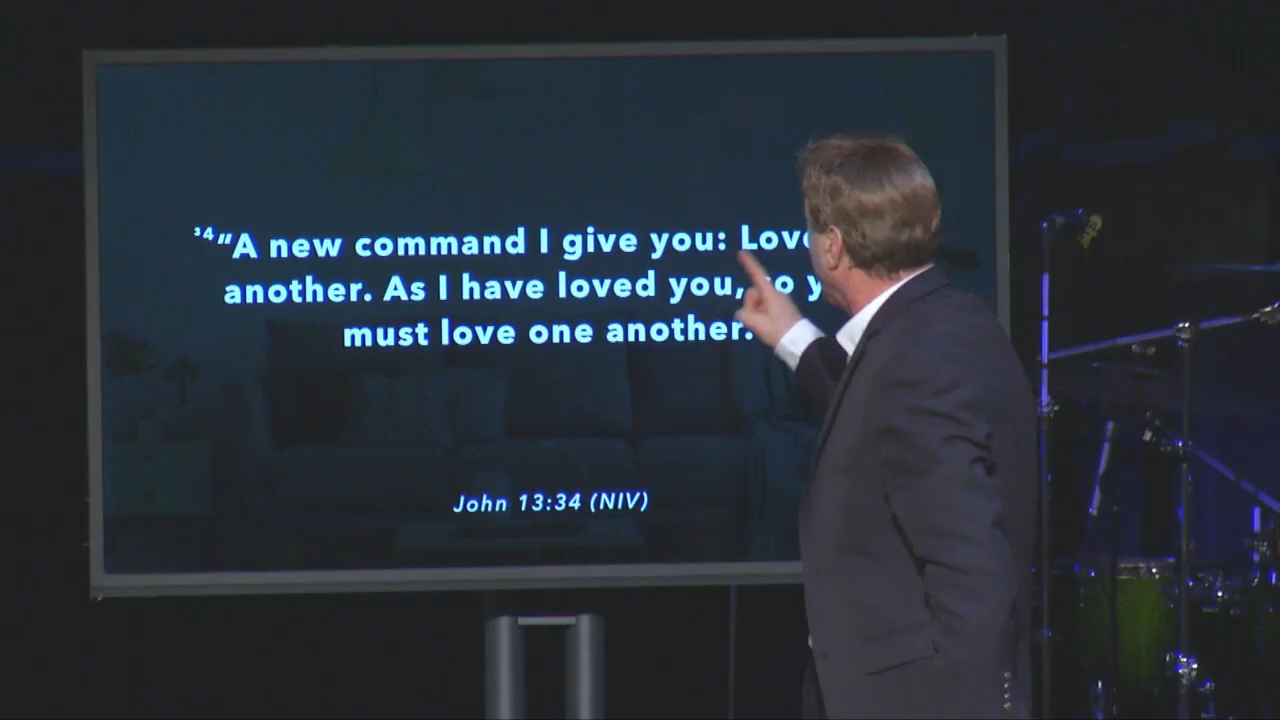 ³⁴“A new command I give you: Love
another. As I have loved you, so y
must love one another.
John 13:34 (NIV)